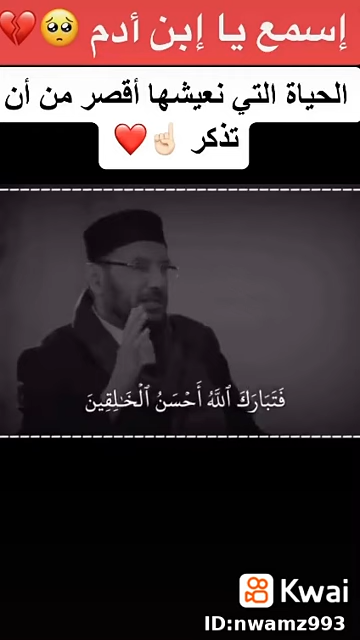 إسمع يا إبن أدم 🥺💔
الحياة التي نعيشها أقصر من أن
تذكر ☝🏻❤️
فَتَبَارَكَ ٱللَّهُ أَحۡسَنُ ٱلۡخَٰلِقِينَ
Kwai
ID:nwamz993